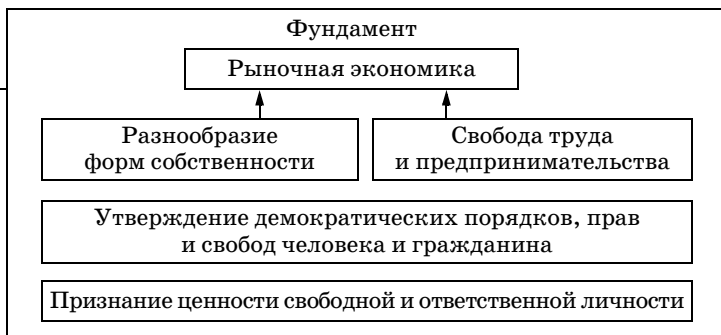 Фундамент
Рыночная экономика
Разнообразие
форм собственности
Свобода труда
и предпринимательства
Утверждение демократических порядков, прав
и свобод человека и гражданина
Признание ценности свободной и ответственной личности